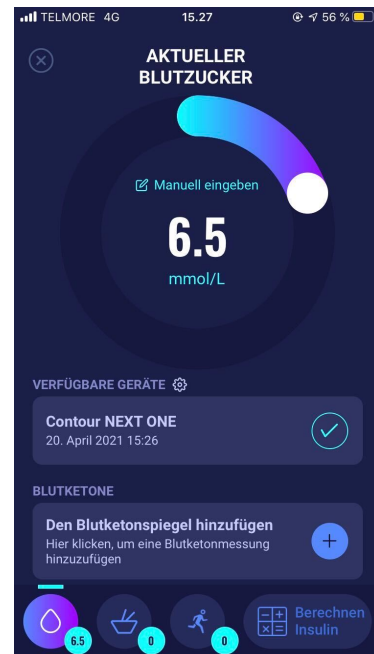 TELMORE 4G 15.27 56 %
AKTUELLER
BLUTZUCKER
Manuell eingeben
6.5
mmol/L
VERFÜGBARE GERÄTE
Contour NEXT ONE
20. April 2021 15:26
BLUTKETONE
Den Blutketonspiegel hinzufügen
Hier klicken, um eine Blutketonmessung
hinzuzufügen
6.5 0 0 Berechnen
Insulin